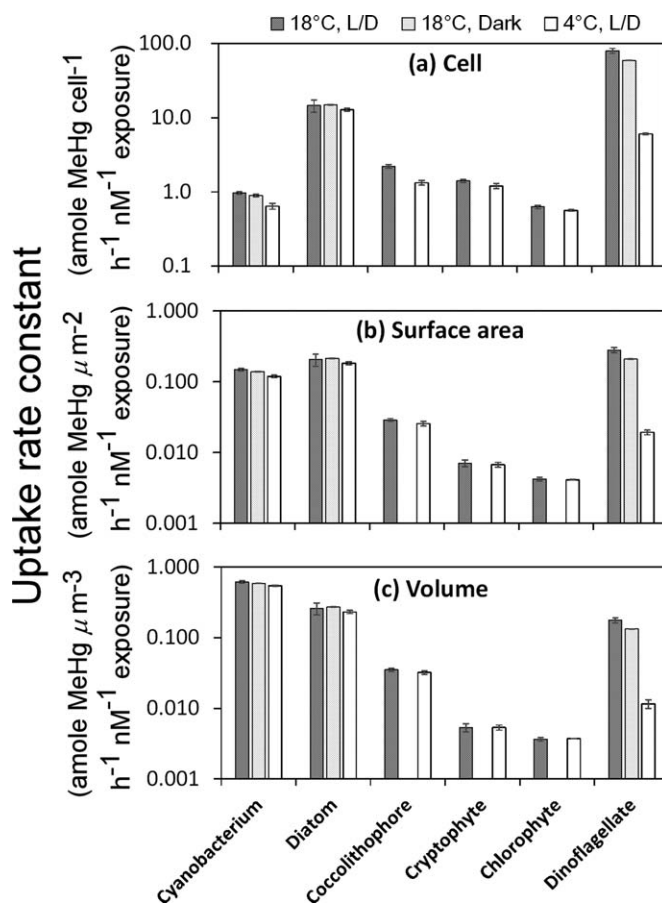 18°C, L/D 18°C, Dark 4°C, L/D
Uptake rate constant
(amole MeHg cell-1
h⁻¹ nM⁻¹ exposure)
100.0
10.0
1.0
0.1
(a) Cell
(amole MeHg μm-2
h⁻¹ nM⁻¹ exposure)
1.000
0.100
0.010
0.001
(b) Surface area
(amole MeHg μm-3
h⁻¹ nM⁻¹ exposure)
1.000
0.100
0.010
0.001
(c) Volume
Cyanobacterium
Diatom
Coccolithophore
Cryptophyte
Chlorophyte
Dinoflagellate